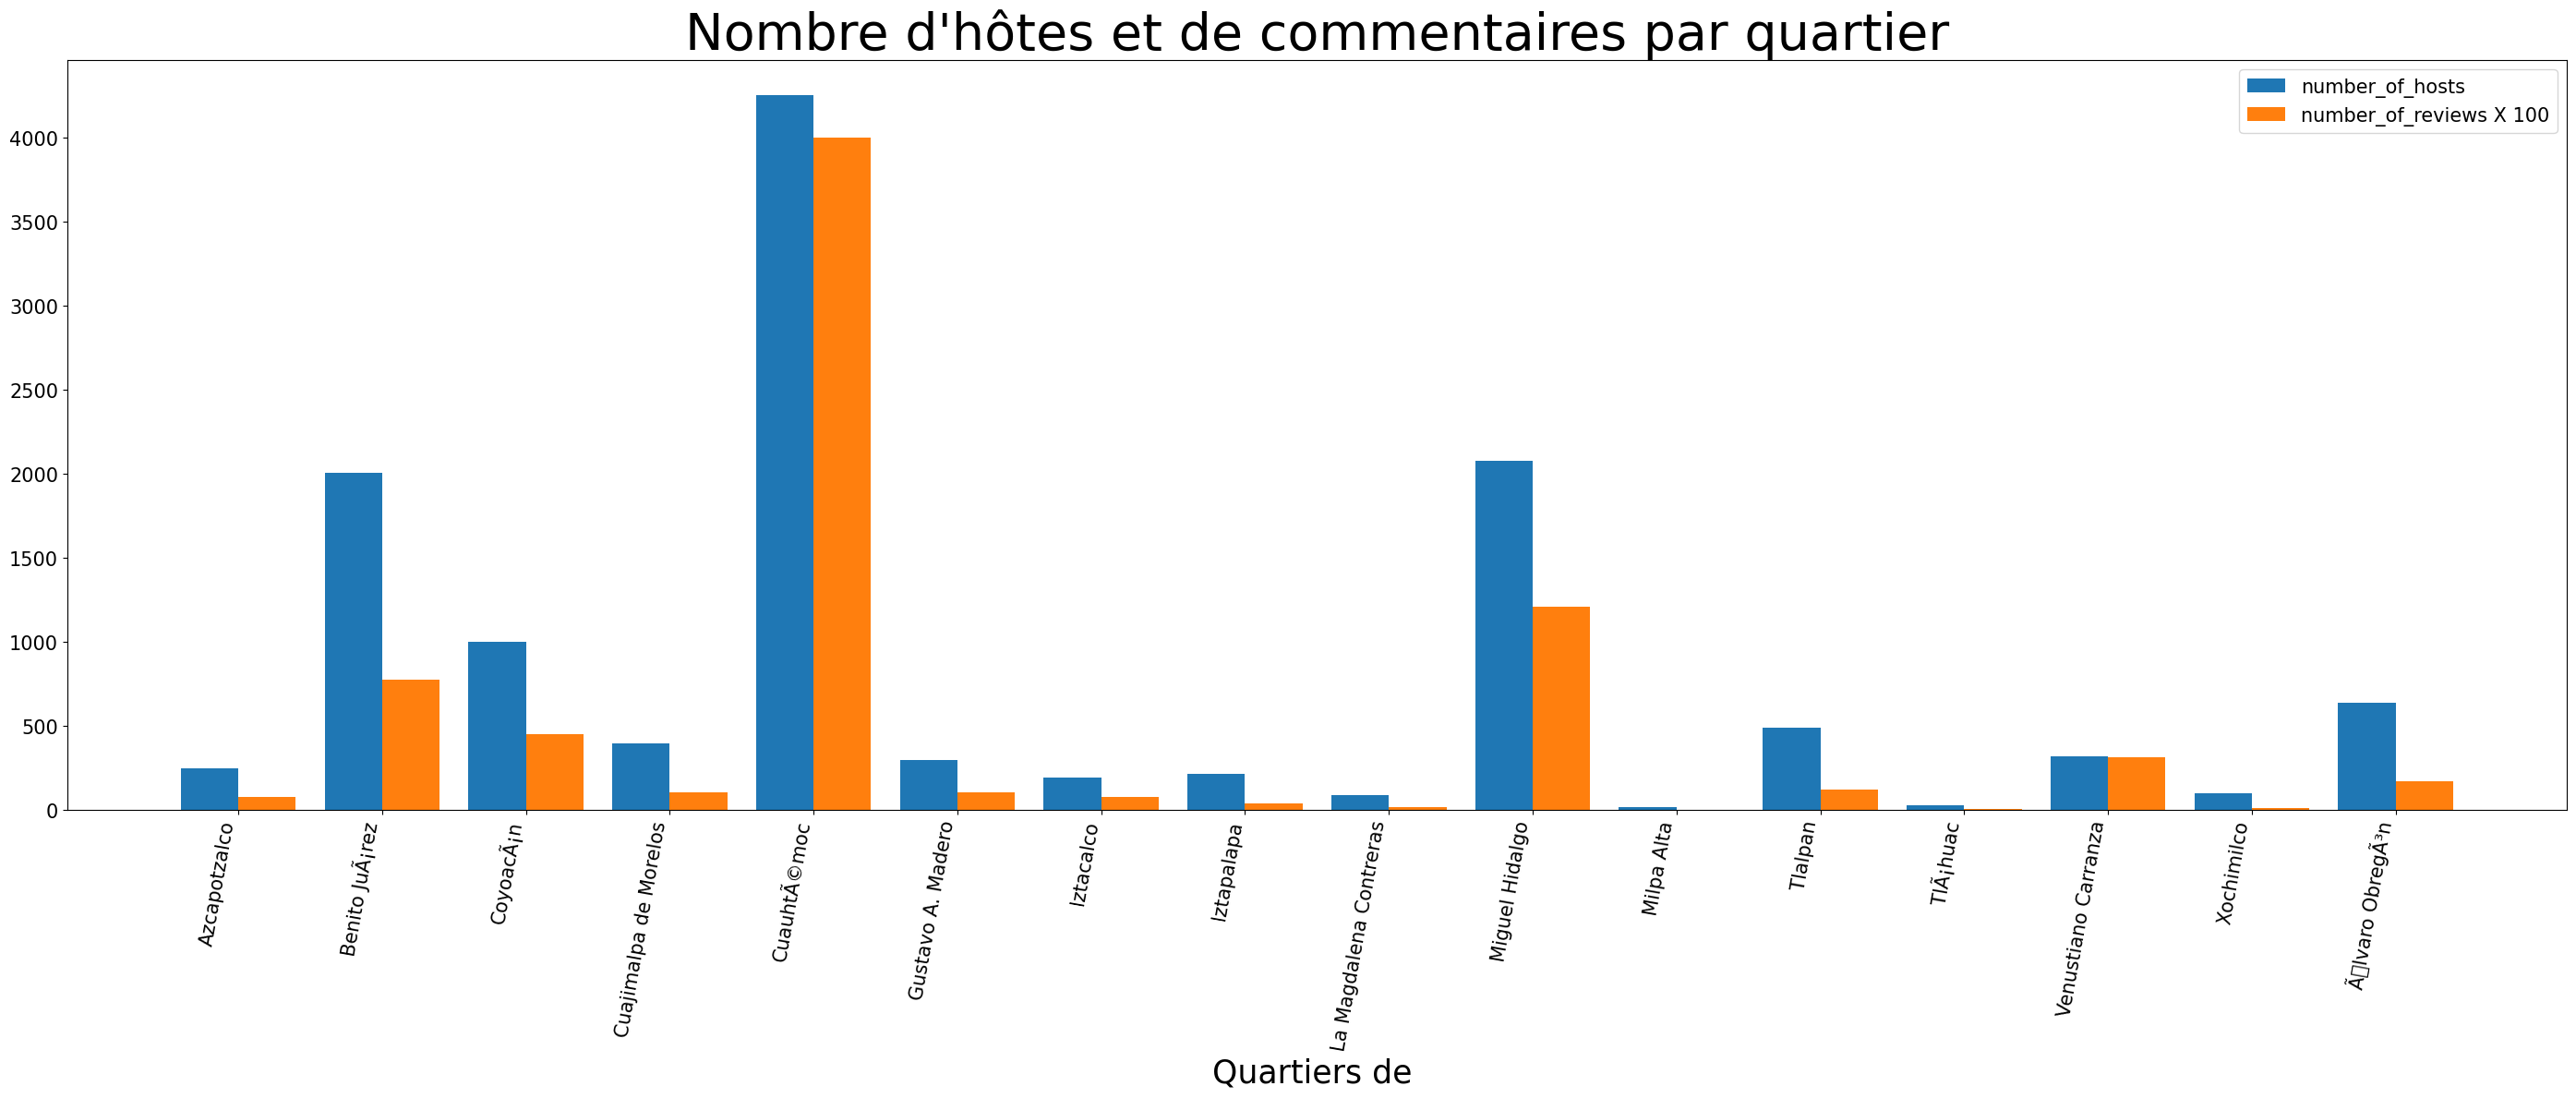 Nombre d'hôtes et de commentaires par quartier
number_of_hosts
number_of_reviews X 100
4000
3500
3000
2500
2000
1500
1000
500
0
Azcapotzalco
Benito JuÃ¡rez
CoyoacÃ¡n
Cuajimalpa de Morelos
CuauhtÃ©moc
Gustavo A. Madero
Iztacalco
Iztapalapa
La Magdalena Contreras
Miguel Hidalgo
Milpa Alta
Tlalpan
TlÃ¡huac
Venustiano Carranza
Xochimilco
Ã▯lvaro ObregÃ³n
Quartiers de